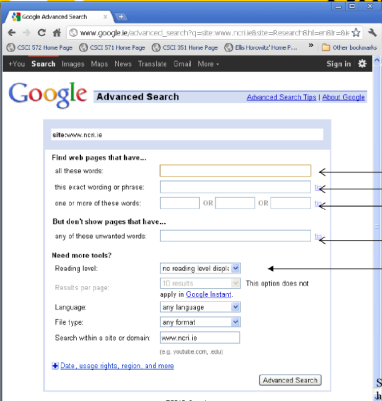 Google Advanced Search
www.google.ie/advanced_search?q=site:www.ncri.ie&site=Research&hl=en&tl=&k
CSCI 572 Home Page CSCI 571 Home Page CSCI 351 Home Page Ellis Horowitz' Home P... » Other bookmarks
+You Search Images Maps News Translate Gmail More Sign in
Google Advanced Search Advanced Search Tips | About Google
site:www.ncri.ie
Find web pages that have...
all these words:
this exact wording or phrase:
one or more of these words: OR OR
But don't show pages that have...
any of these unwanted words:
Need more tools?
Reading level: no reading level displ
Results per page: 10 results This option does not
apply in Google Instant.
Language: any language
File type: any format
Search within a site or domain: www.ncri.ie
(e.g. youtube.com, .edu)
Date, usage rights, region, and more
Advanced Search